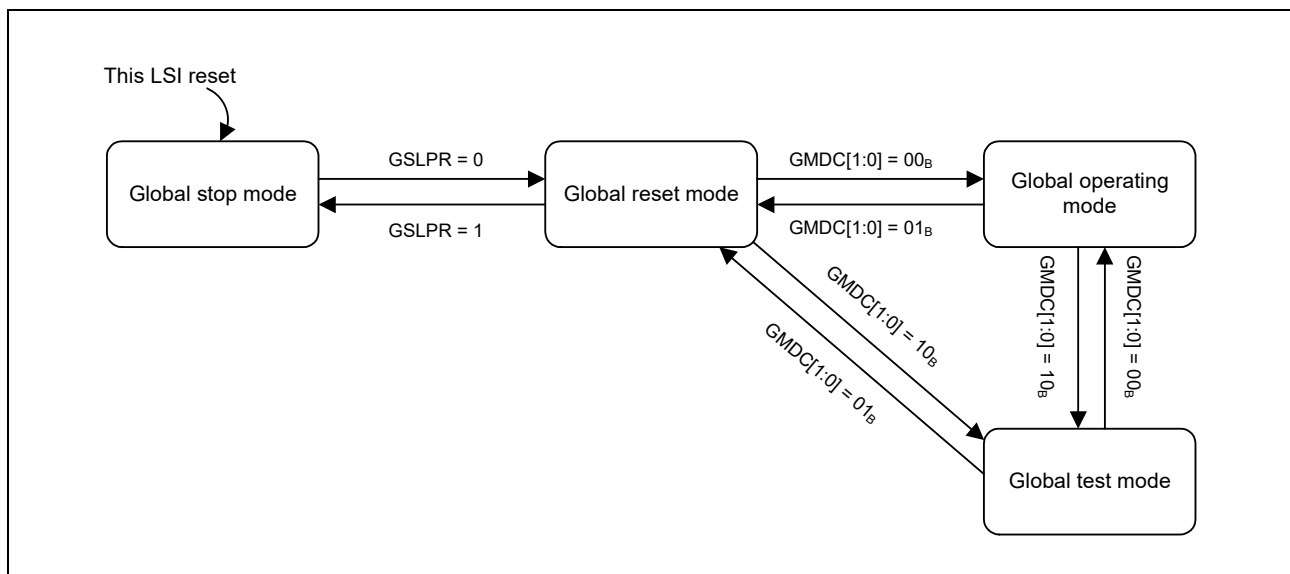 This LSI reset
Global stop mode
GSLPR = 0
GSLPR = 1
Global reset mode
GMDC[1:0] = 00B
GMDC[1:0] = 01B
Global operating
mode
GMDC[1:0] = 10B
GMDC[1:0] = 01B
GMDC[1:0] = 10B
GMDC[1:0] = 00B
Global test mode